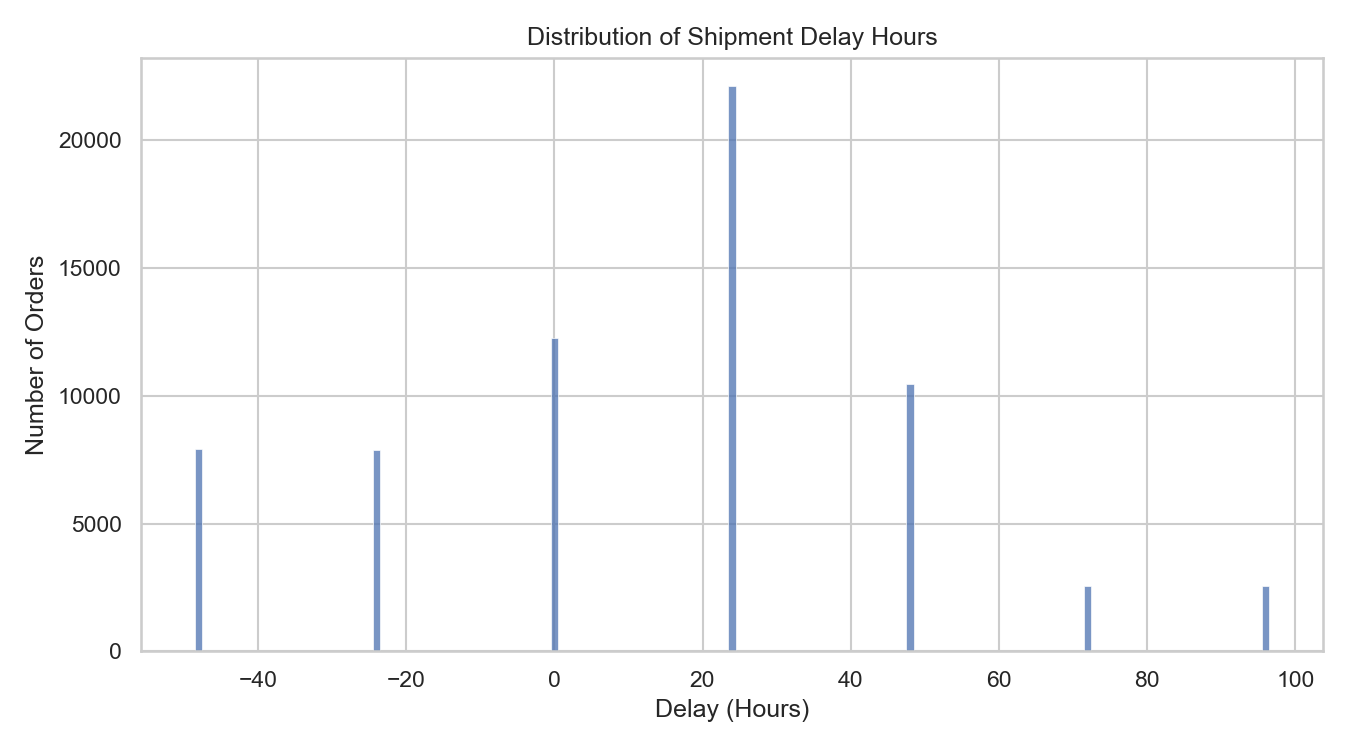 Distribution of Shipment Delay Hours
Number of Orders
20000
15000
10000
5000
0
−40 −20 0 20 40 60 80 100
Delay (Hours)